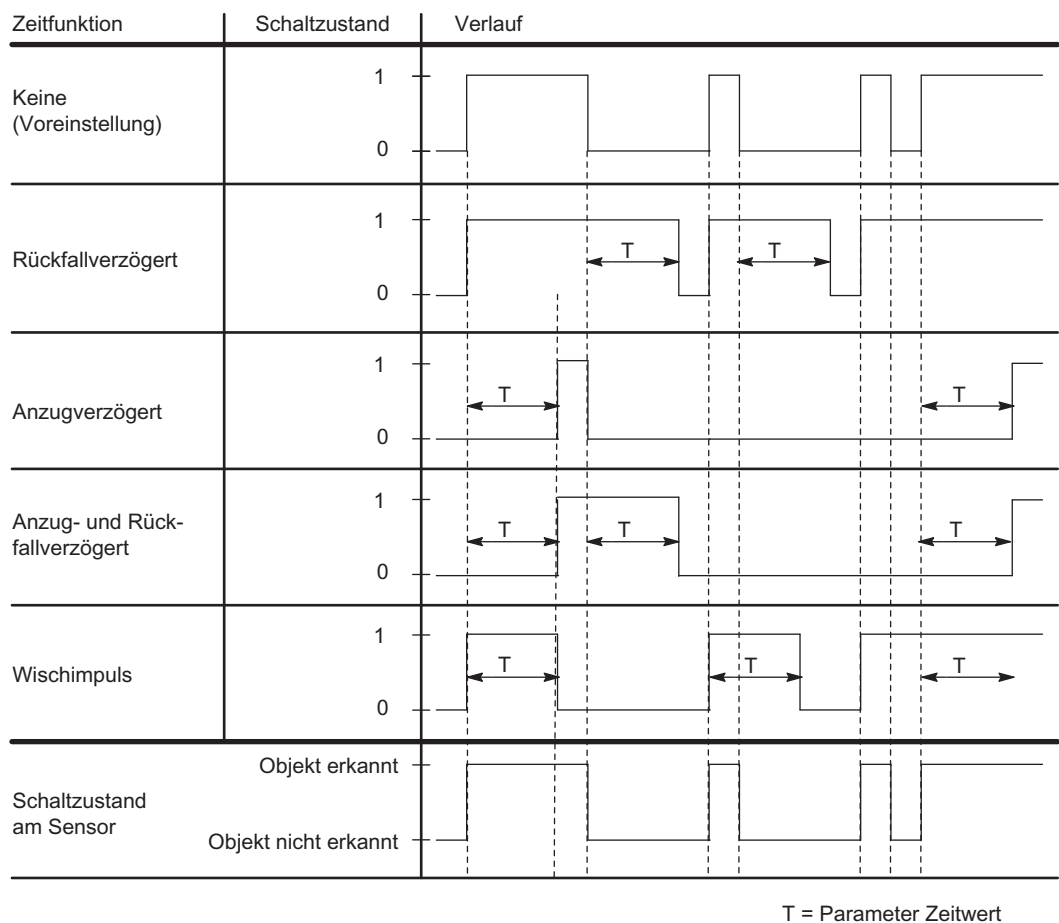 Zeitfunktion Schaltzustand Verlauf
Keine
(Voreinstellung)
1
0
Rückfallverzögert
1
0
T T
Anzugverzögert
1
0
T T
Anzug- und Rück-
fallverzögert
1
0
T T T
Wischimpuls
1
0
T T T
Schaltzustand
am Sensor
Objekt erkannt
Objekt nicht erkannt
T = Parameter Zeitwert